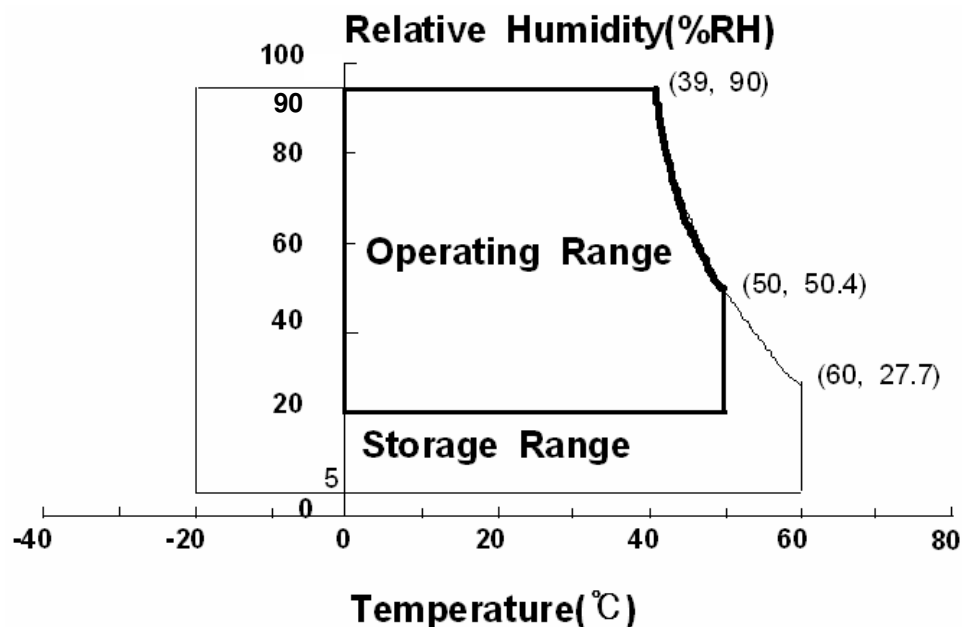 Relative Humidity(%RH)
100
(39, 90)
90
80
60
Operating Range
(50, 50.4)
40
(60, 27.7)
20
Storage Range
5
0
-40 -20 0 20 40 60 80
Temperature(℃)